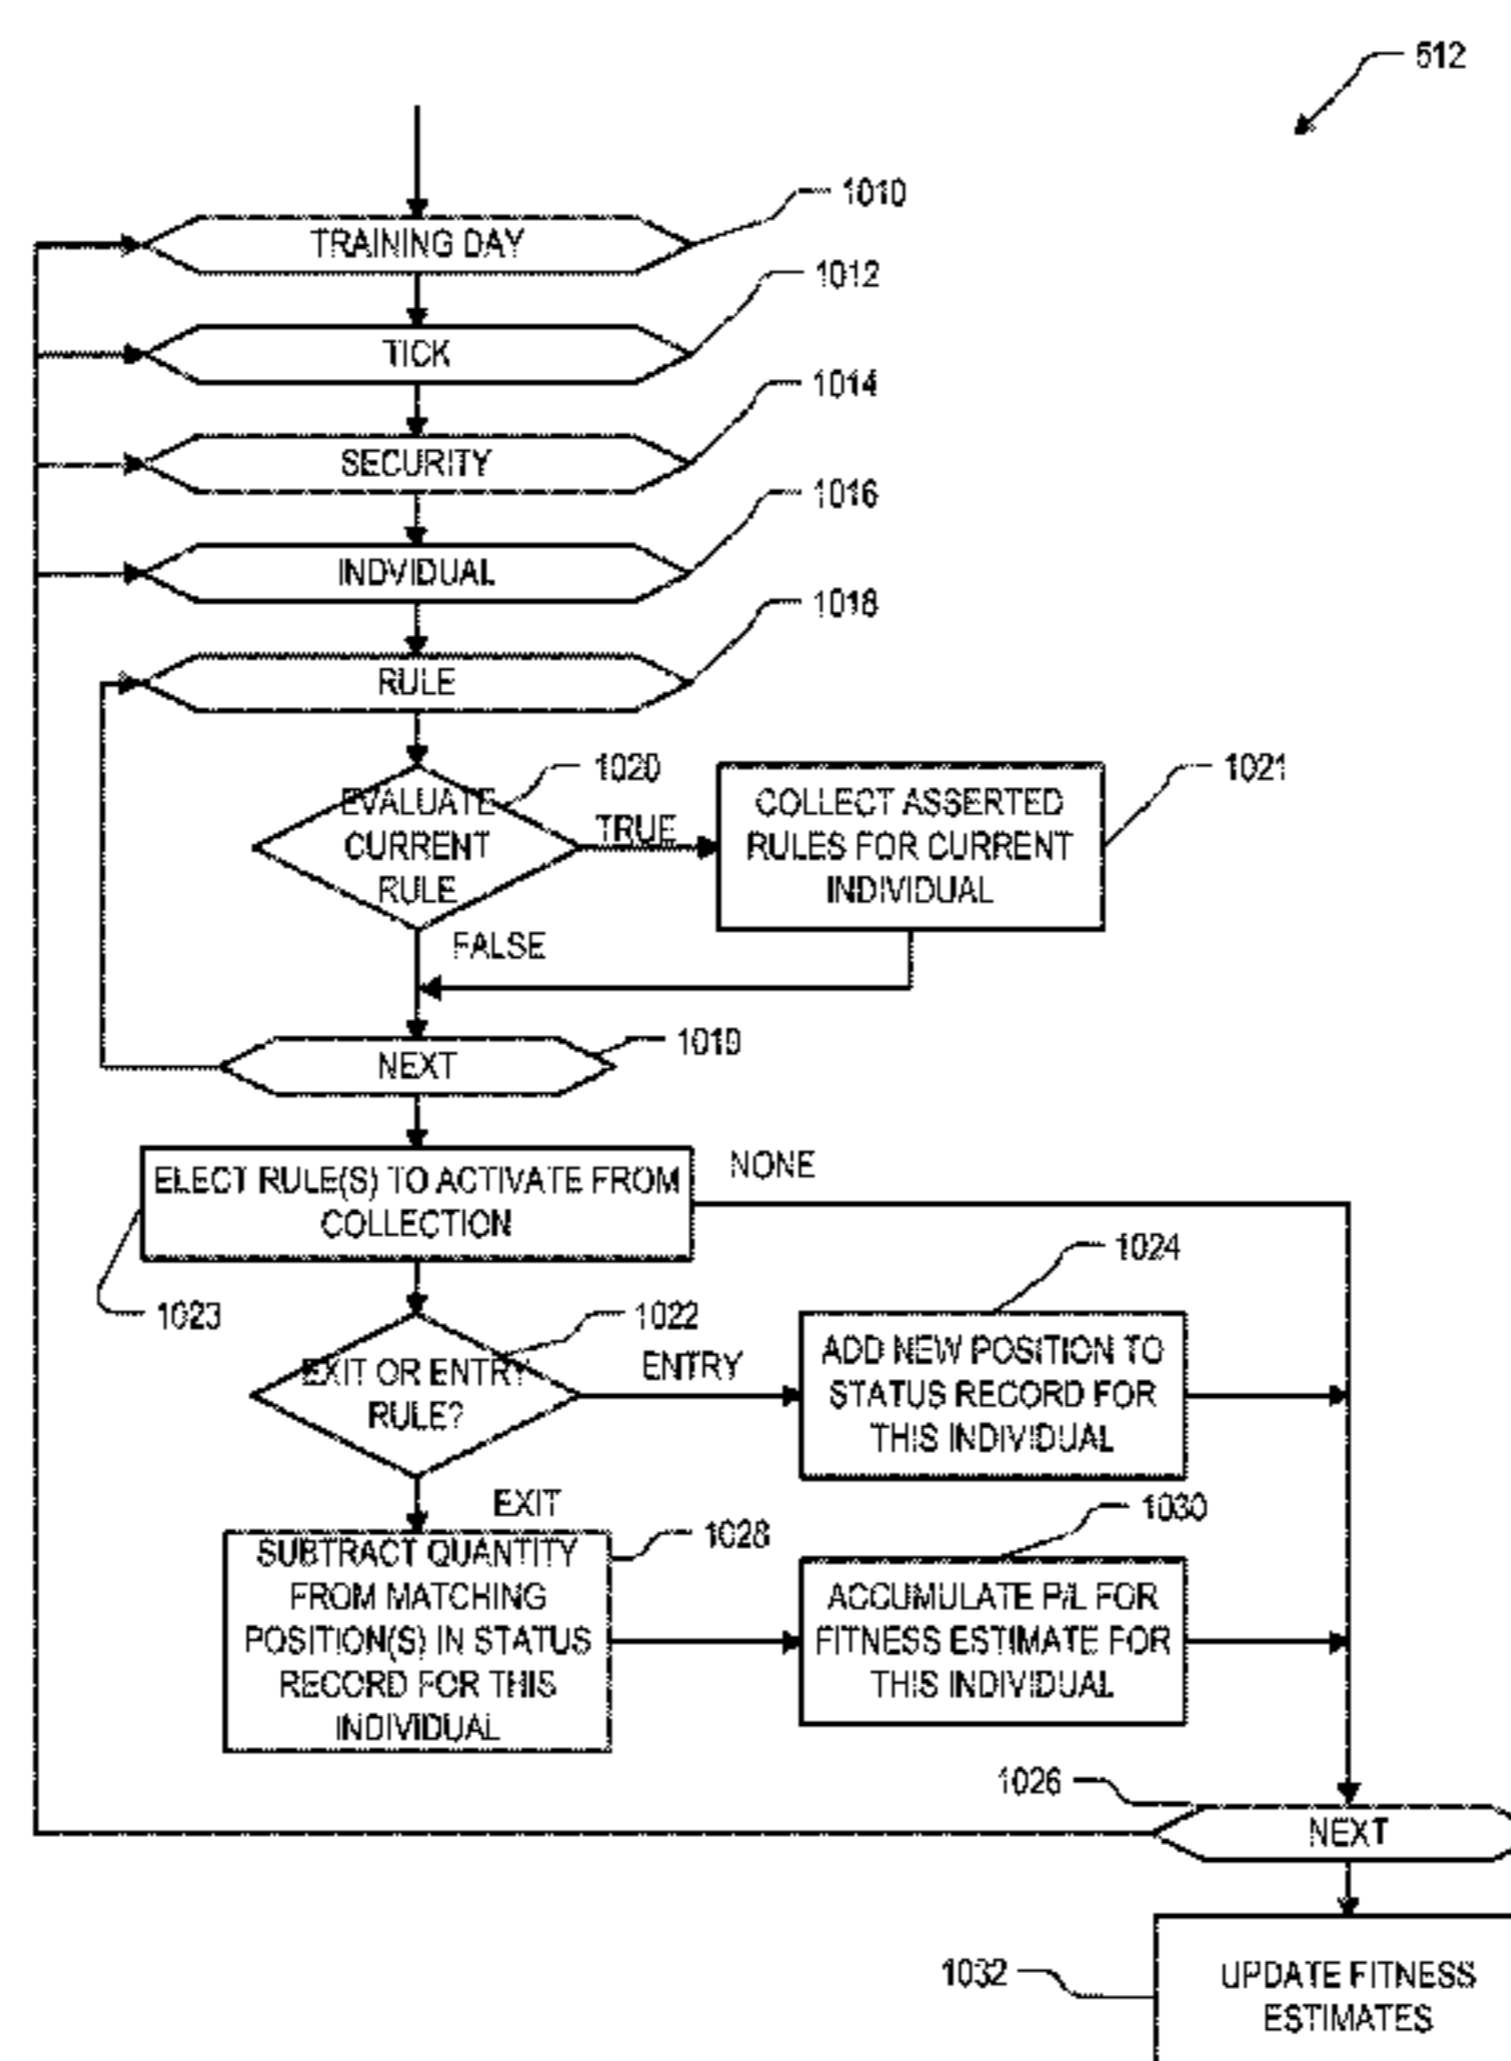 512
1010
TRAINING DAY
1012
TICK
1014
SECURITY
1016
INDVIDUAL
1018
RULE
1020
EVALUATE
CURRENT
RULE
TRUE
1021
COLLECT ASSERTED
RULES FOR CURRENT
INDIVIDUAL
FALSE
1019
NEXT
ELECT RULE(S) TO ACTIVATE FROM
COLLECTION
NONE
1023
1022
EXIT OR ENTRY
RULE?
ENTRY
1024
ADD NEW POSITION TO
STATUS RECORD FOR
THIS INDIVIDUAL
EXIT
1028
SUBTRACT QUANTITY
FROM MATCHING
POSITION(S) IN STATUS
RECORD FOR THIS
INDIVIDUAL
1030
ACCUMULATE P/L FOR
FITNESS ESTIMATE FOR
THIS INDIVIDUAL
1026
NEXT
1032
UPDATE FITNESS
ESTIMATES